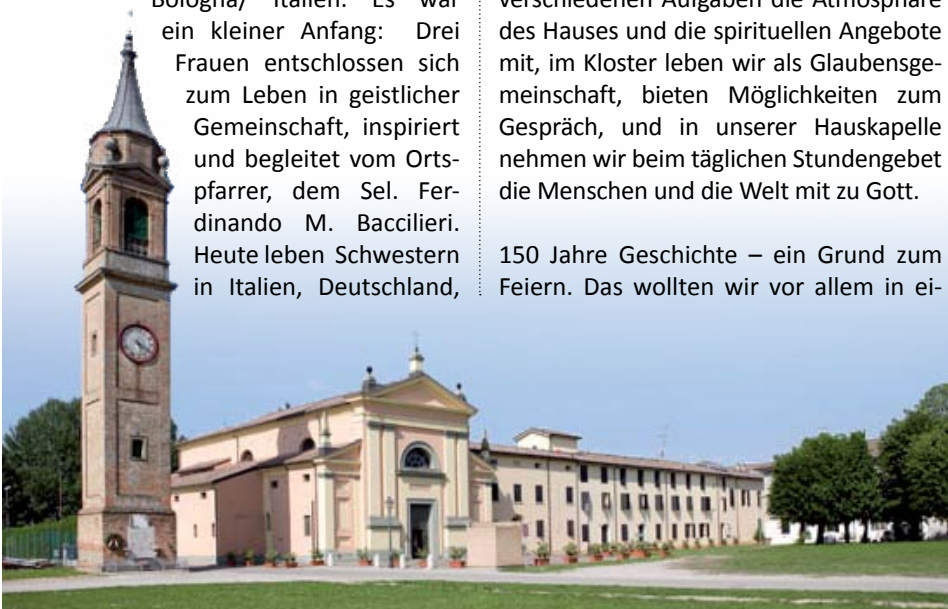 Bologna/ Italien. Es war
ein kleiner Anfang: Drei
Frauen entschlossen sich
zum Leben in geistlicher
Gemeinschaft, inspiriert
und begleitet vom Orts-
pfarrer, dem Sel. Fer-
dinando M. Baccilieri.
Heute leben Schwestern
in Italien, Deutschland,
verschiedenen Aufgaben die Atmosphäre
des Hauses und die spirituellen Angebote
mit, im Kloster leben wir als Glaubensge-
meinschaft, bieten Möglichkeiten zum
Gespräch, und in unserer Hauskapelle
nehmen wir beim täglichen Stundengebet
die Menschen und die Welt mit zu Gott.
150 Jahre Geschichte – ein Grund zum
Feiern. Das wollten wir vor allem in ei-